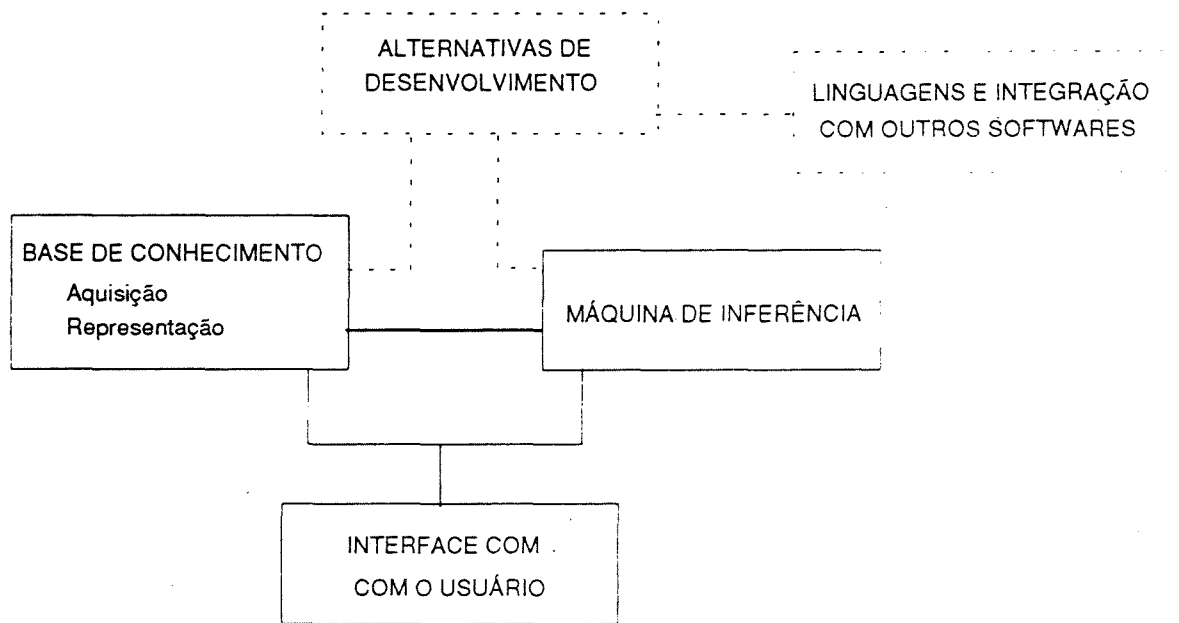 ALTERNATIVAS DE
DESENVOLVIMENTO
LINGUAGENS E INTEGRAÇÃO
COM OUTROS SOFTWARES
BASE DE CONHECIMENTO
Aquisição
Representação
MÁQUINA DE INFERÊNCIA
INTERFACE COM
COM O USUÁRIO